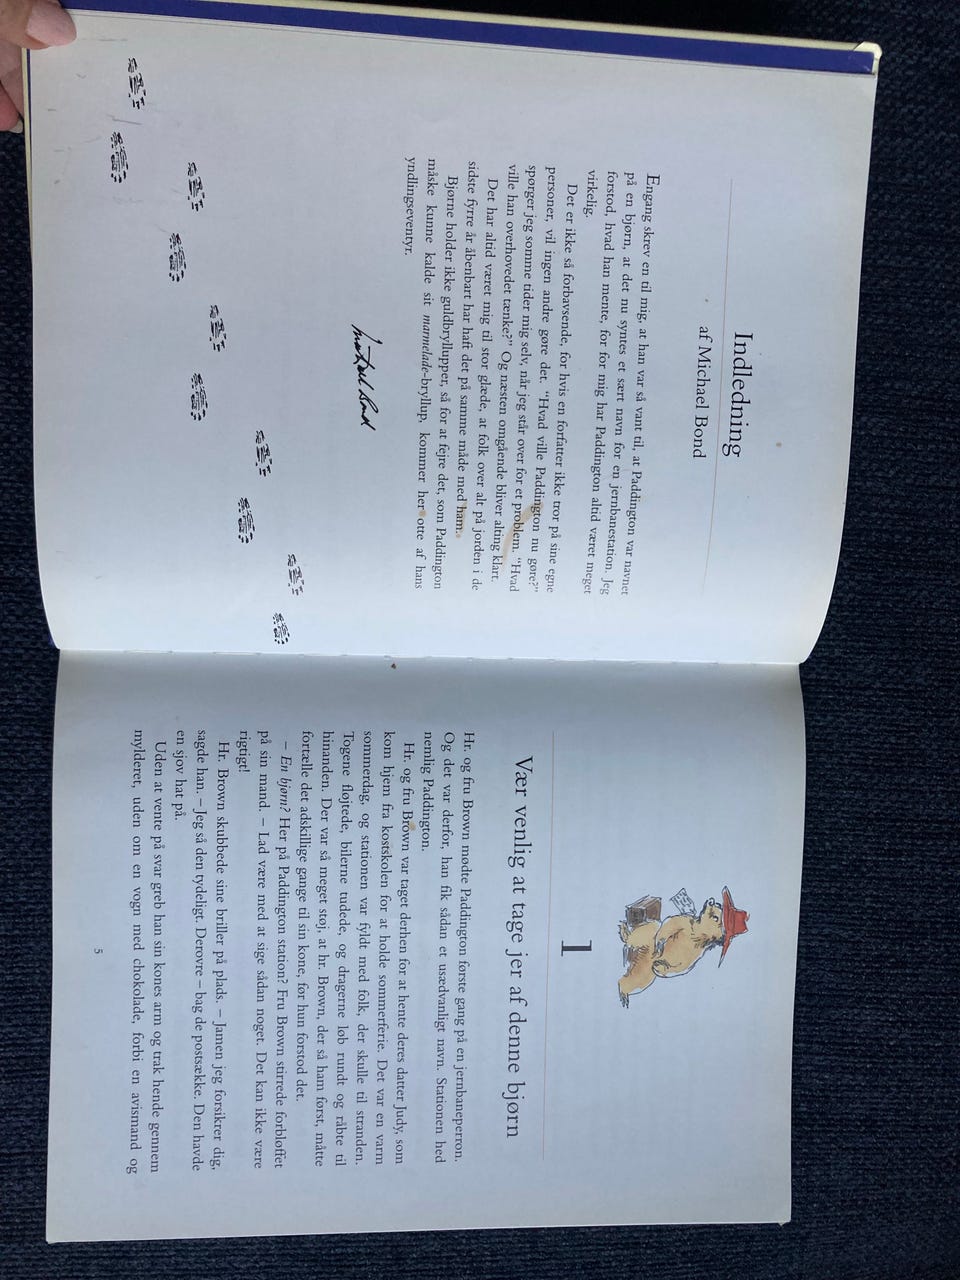 Indledning
af Michael Bond
Engang skrev en til mig, at han var så vant til, at Paddington var navnet
på en bjørn, at det nu syntes et sært navn for en jernbanestation. Jeg
forstod, hvad han mente, for for mig har Paddington altid været meget
virkelig.
Det er ikke så forbavsende, for hvis en forfatter ikke tror på sine egne
personer, vil ingen andre gøre det. “Hvad ville Paddington nu gøre?”
spørger jeg somme tider mig selv, når jeg står over for et problem. “Hvad
ville han overhovedet tænke?” Og næsten omgående bliver alting klart.
Det har altid været mig til stor glæde, at folk over alt på jorden i de
sidste fyrre år åbenbart har haft det på samme måde med ham.
Bjørne holder ikke guldbryllupper, så for at fejre det, som Paddington
måske kunne kalde sit marmelade-bryllup, kommer her otte af hans
yndlingseventyr.
Michael Bond
1
Vær venlig at tage jer af denne bjørn
Hr. og fru Brown mødte Paddington første gang på en jernbaneperron.
Og det var derfor, han fik sådan et usædvanligt navn. Stationen hed
nemlig Paddington.
Hr. og fru Brown var taget derhen for at hente deres datter Judy, som
kom hjem fra kostskolen for at holde sommerferie. Det var en varm
sommerdag, og stationen var fyldt med folk, der skulle til stranden.
Togene fløjtede, bilerne tudede, og dragerne løb rundt og råbte til
hinanden. Der var så meget støj, at hr. Brown, der så ham først, måtte
fortælle det adskillige gange til sin kone, før hun forstod det.
– En bjørn? Her på Paddington station? Fru Brown stirrede forbløffet
på sin mand. – Lad være med at sige sådan noget. Det kan ikke være
rigtigt!
Hr. Brown skubbede sine briller på plads. – Jamen jeg forsikrer dig,
sagde han. – Jeg så den tydeligt. Derovre – bag de postsække. Den havde
en sjov hat på.
Uden at vente på svar greb han sin kones arm og trak hende gennem
mylderet, uden om en vogn med chokolade, forbi en avismand og
5